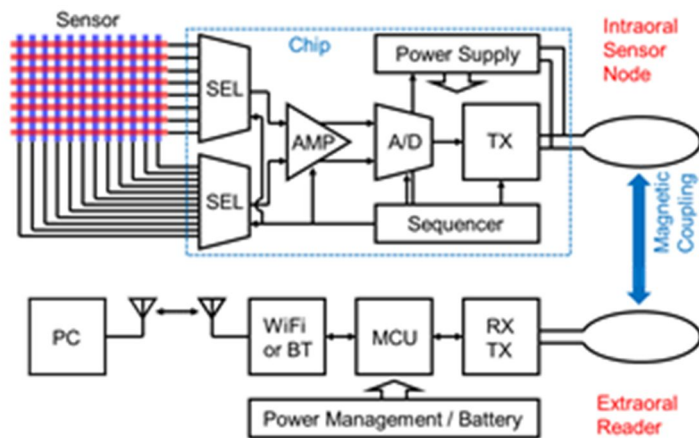 Sensor
Chip
Intraoral
Sensor
Node
SEL
Power Supply
AMP
A/D
TX
SEL
Sequencer
Magnetic
Coupling
PC
WiFi
or BT
MCU
RX
TX
Extraoral
Reader
Power Management / Battery